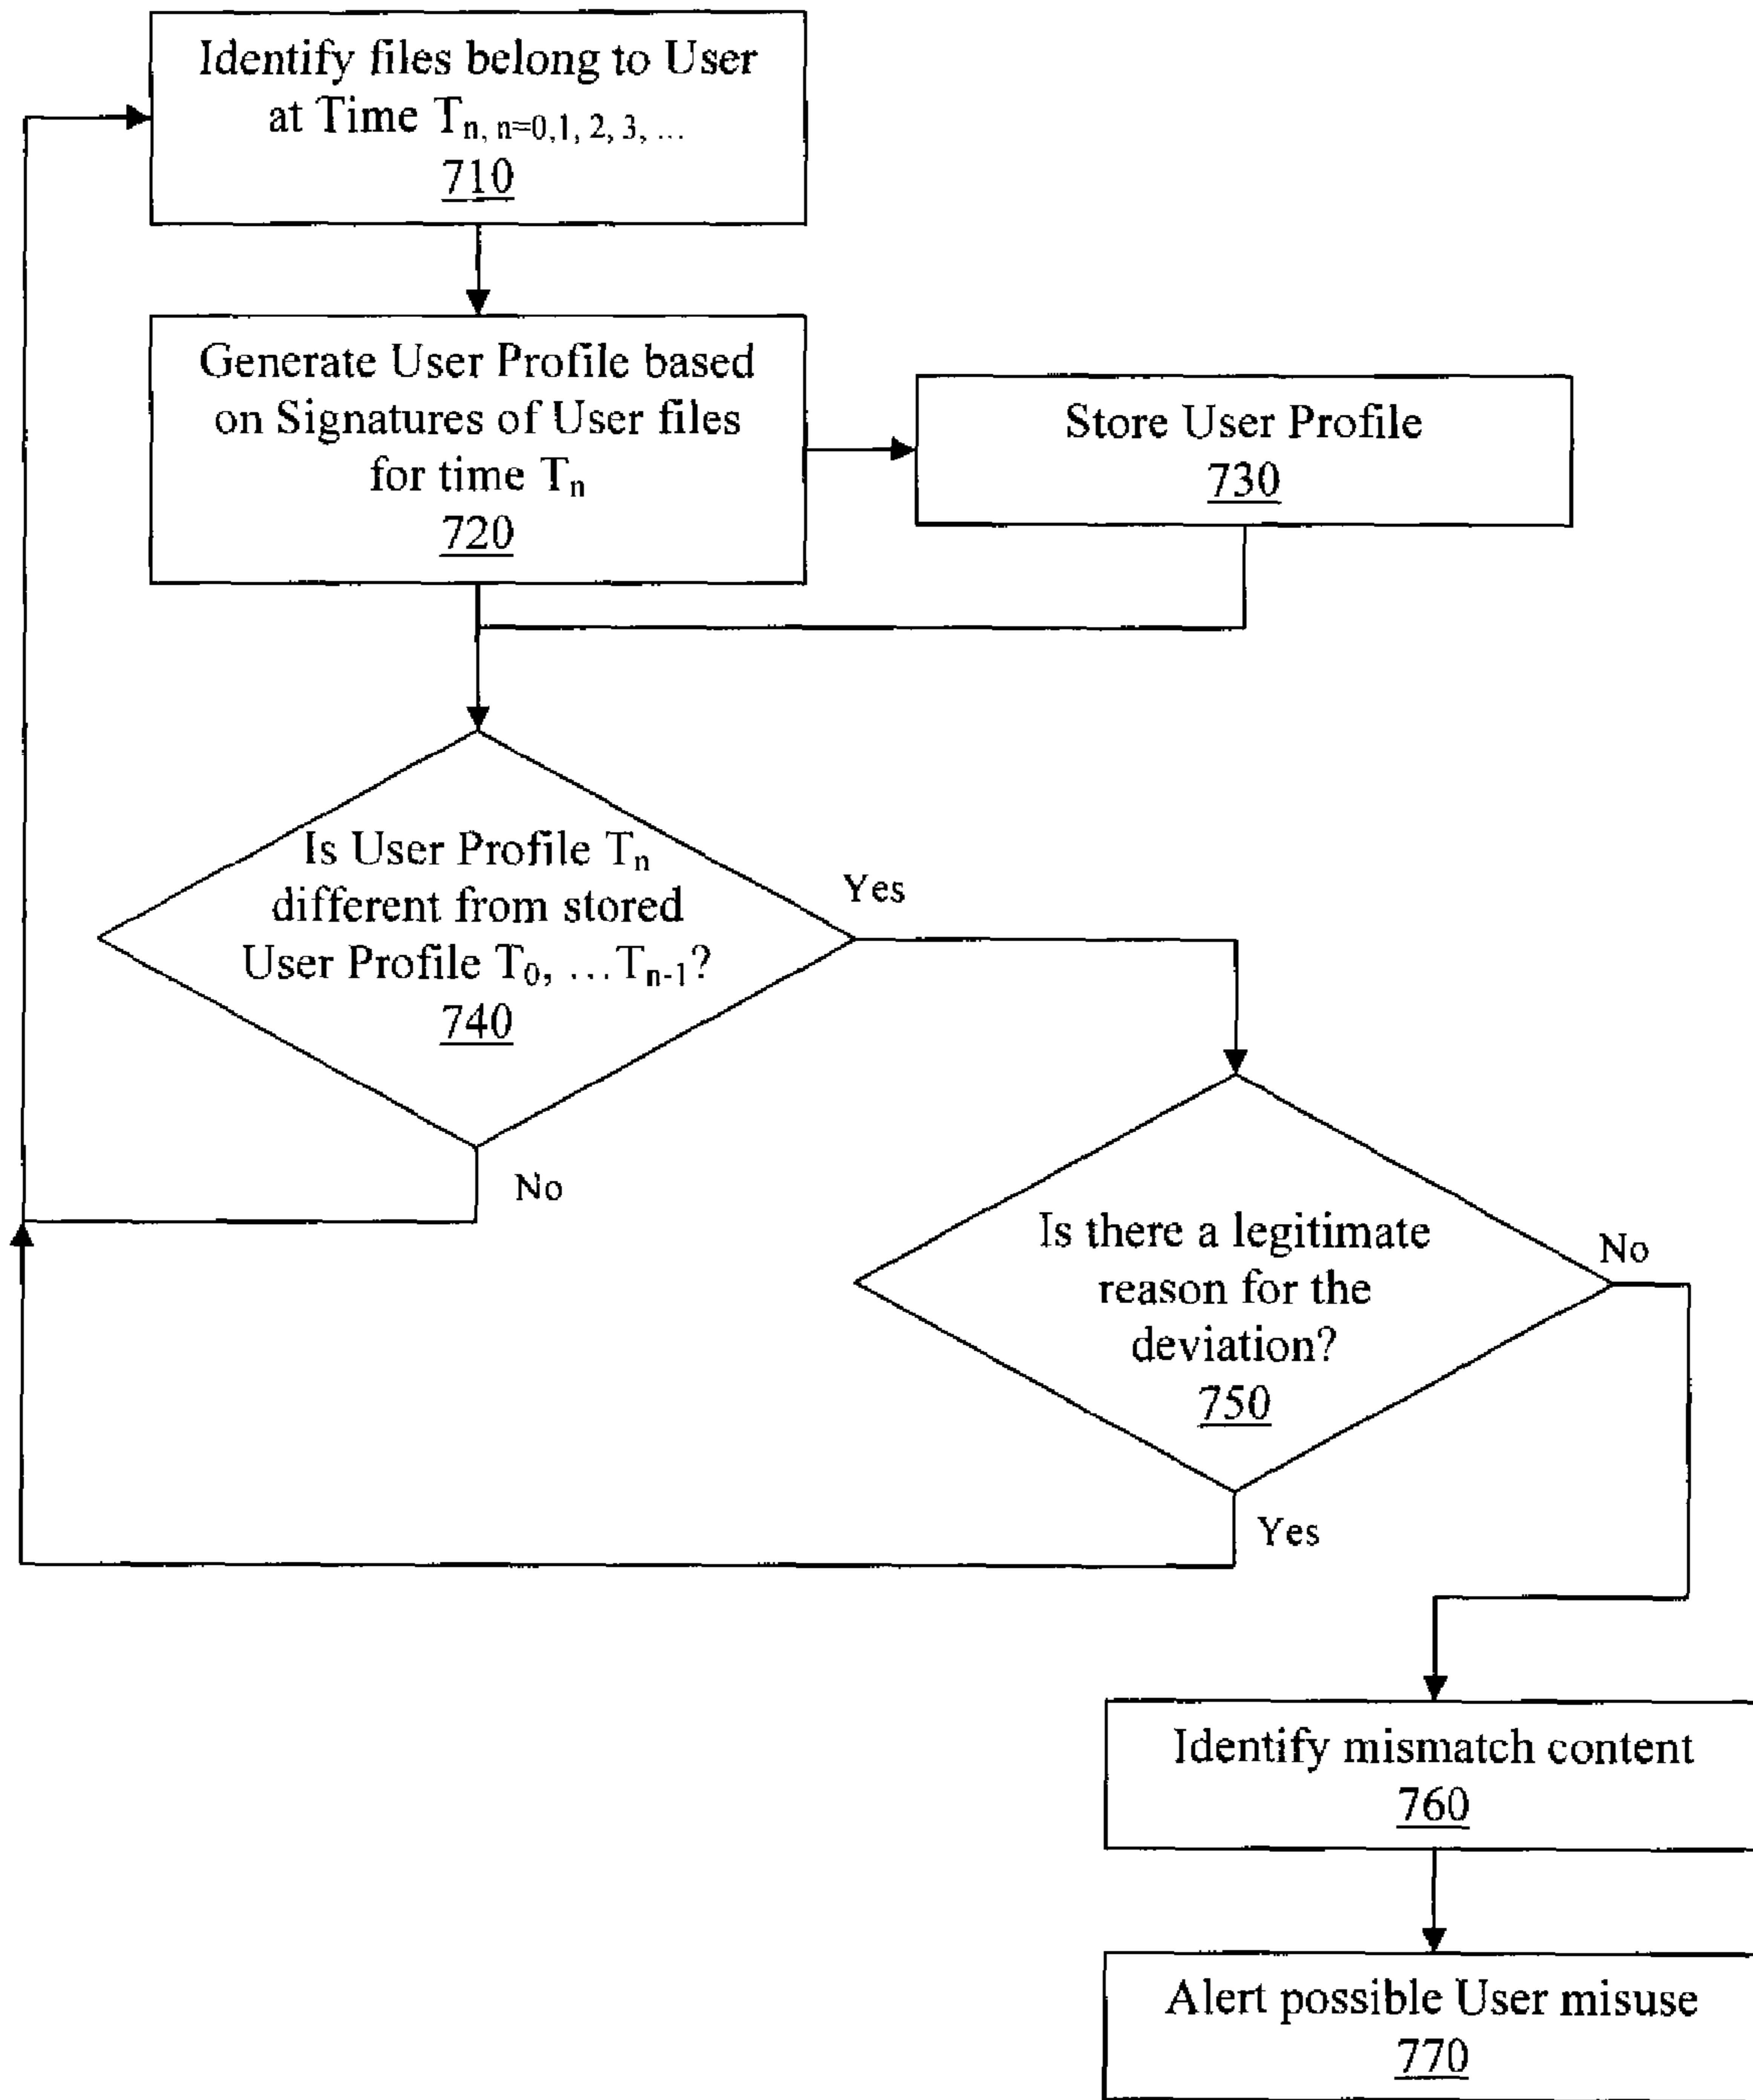 Identify files belong to User
at Time Tn, n=0,1, 2, 3, ...
710
Generate User Profile based
on Signatures of User files
for time Tn
720
Store User Profile
730
Is User Profile Tn
different from stored
User Profile T0, ...Tn-1?
740
Yes
No
Is there a legitimate
reason for the
deviation?
750
No
Yes
Identify mismatch content
760
Alert possible User misuse
770